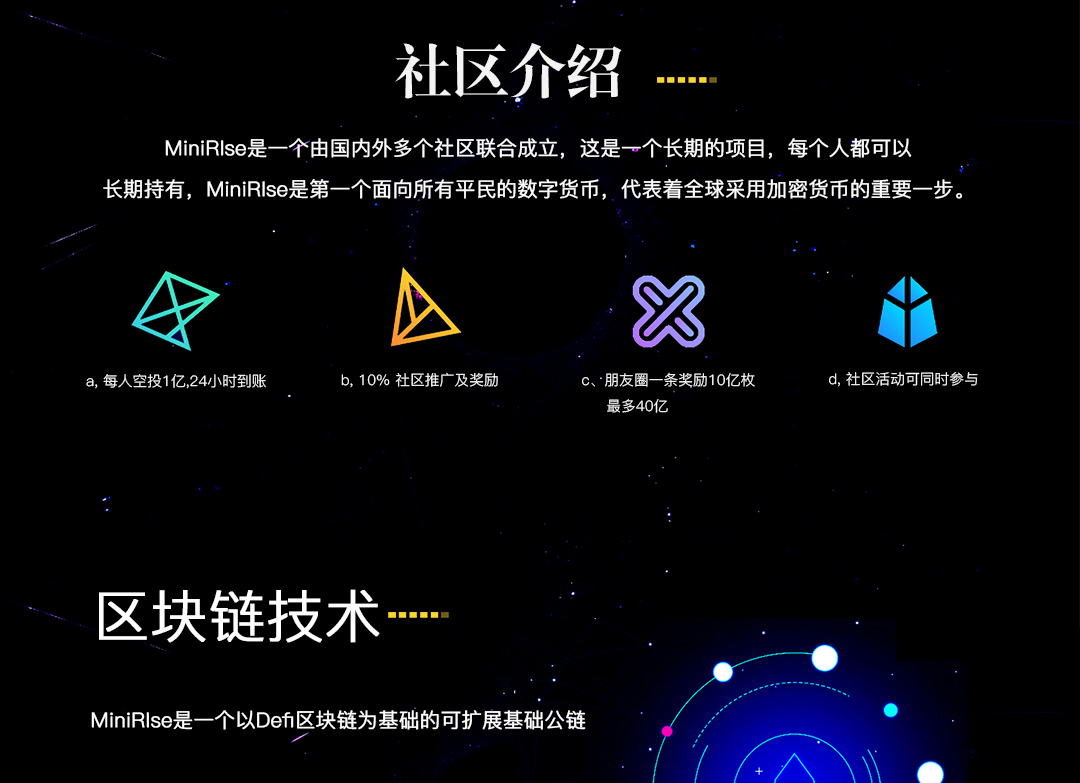 社区介绍
MiniRIse是一个由国内外多个社区联合成立，这是一个长期的项目，每个人都可以
长期持有，MiniRIse是第一个面向所有平民的数字货币，代表着全球采用加密货币的重要一步。
a, 每人空投1亿,24小时到账
b, 10% 社区推广及奖励
c、朋友圈一条奖励10亿枚
最多40亿
d, 社区活动可同时参与
区块链技术
MiniRIse是一个以Defi区块链为基础的可扩展基础公链